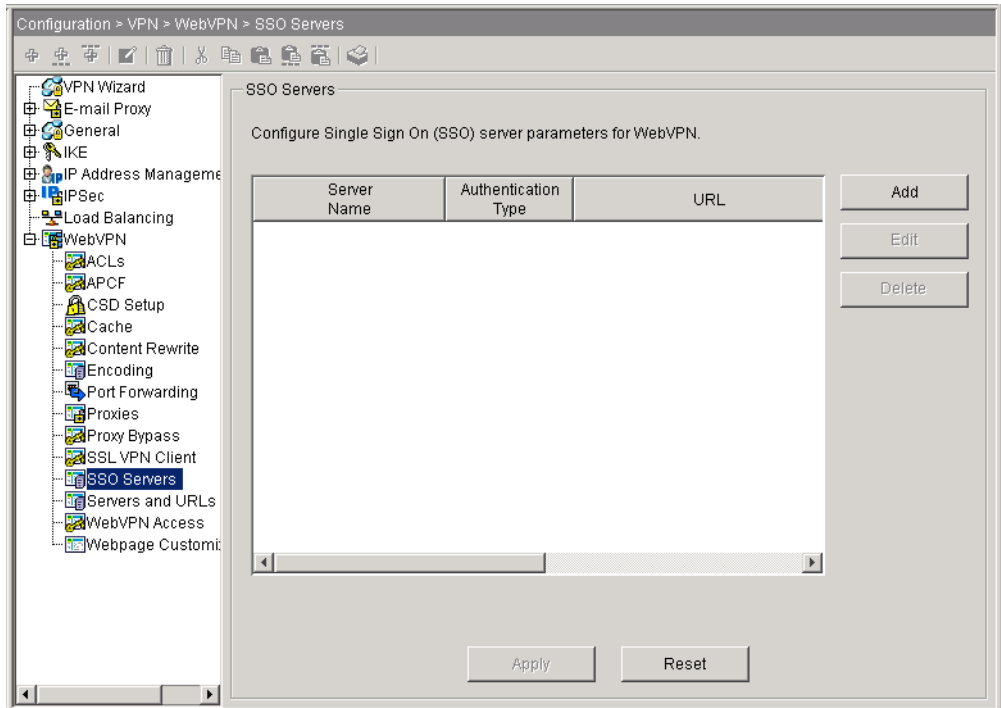 Configuration > VPN > WebVPN > SSO Servers
VPN Wizard
E-mail Proxy
General
IKE
IP Address Manageme
IPSec
Load Balancing
WebVPN
ACLs
APCF
CSD Setup
Cache
Content Rewrite
Encoding
Port Forwarding
Proxies
Proxy Bypass
SSL VPN Client
SSO Servers
Servers and URLs
WebVPN Access
Webpage Customi
SSO Servers
Configure Single Sign On (SSO) server parameters for WebVPN.
Server
Name
Authentication
Type
URL
Add
Edit
Delete
Apply
Reset